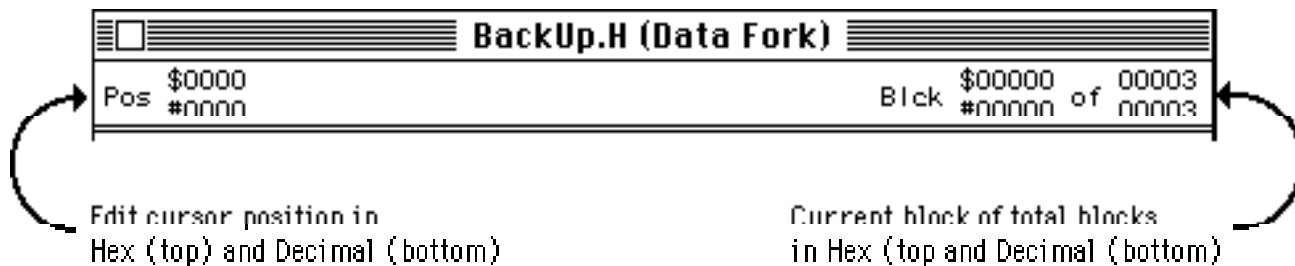 BackUp.H (Data Fork)
Pos $0000 Blck $00000 of 00003
#0000 #00000 00003
Edit cursor position in Current block of total blocks
Hex (top) and Decimal (bottom) in Hex (top and Decimal (bottom)